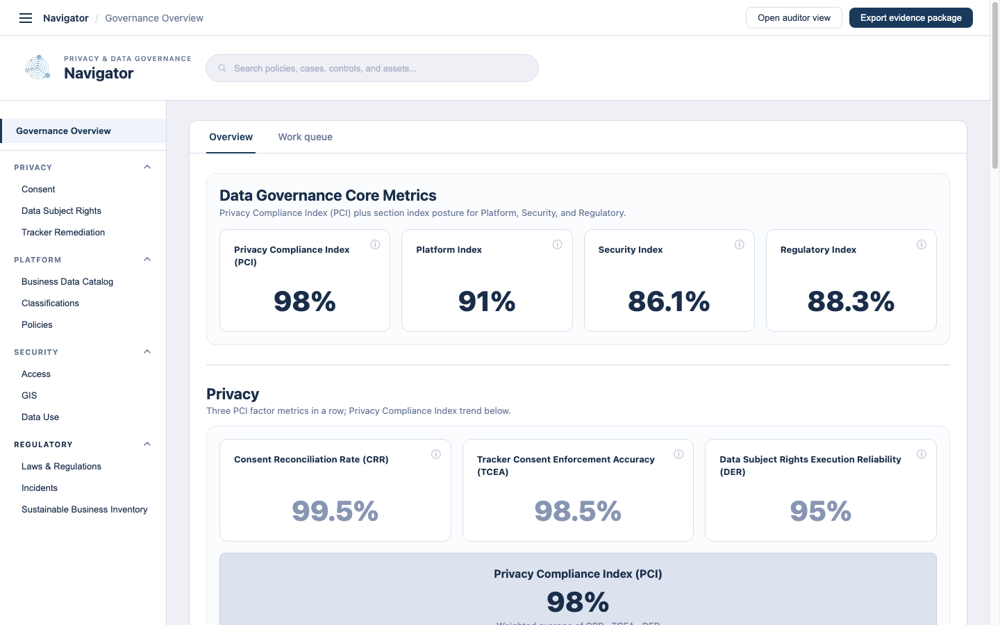 Navigator / Governance Overview
Open auditor view
Export evidence package
PRIVACY & DATA GOVERNANCE
Navigator
Search policies, cases, controls, and assets...
Governance Overview
PRIVACY
Consent
Data Subject Rights
Tracker Remediation
PLATFORM
Business Data Catalog
Classifications
Policies
SECURITY
Access
GIS
Data Use
REGULATORY
Laws & Regulations
Incidents
Sustainable Business Inventory
Overview
Work queue
Data Governance Core Metrics
Privacy Compliance Index (PCI) plus section index posture for Platform, Security, and Regulatory.
Privacy Compliance Index
(PCI)
98%
Platform Index
91%
Security Index
86.1%
Regulatory Index
88.3%
Privacy
Three PCI factor metrics in a row; Privacy Compliance Index trend below.
Consent Reconciliation Rate (CRR)
99.5%
Tracker Consent Enforcement Accuracy
(TCEA)
98.5%
Data Subject Rights Execution Reliability
(DER)
95%
Privacy Compliance Index (PCI)
98%
Weighted average of CRR · TCEA · DER